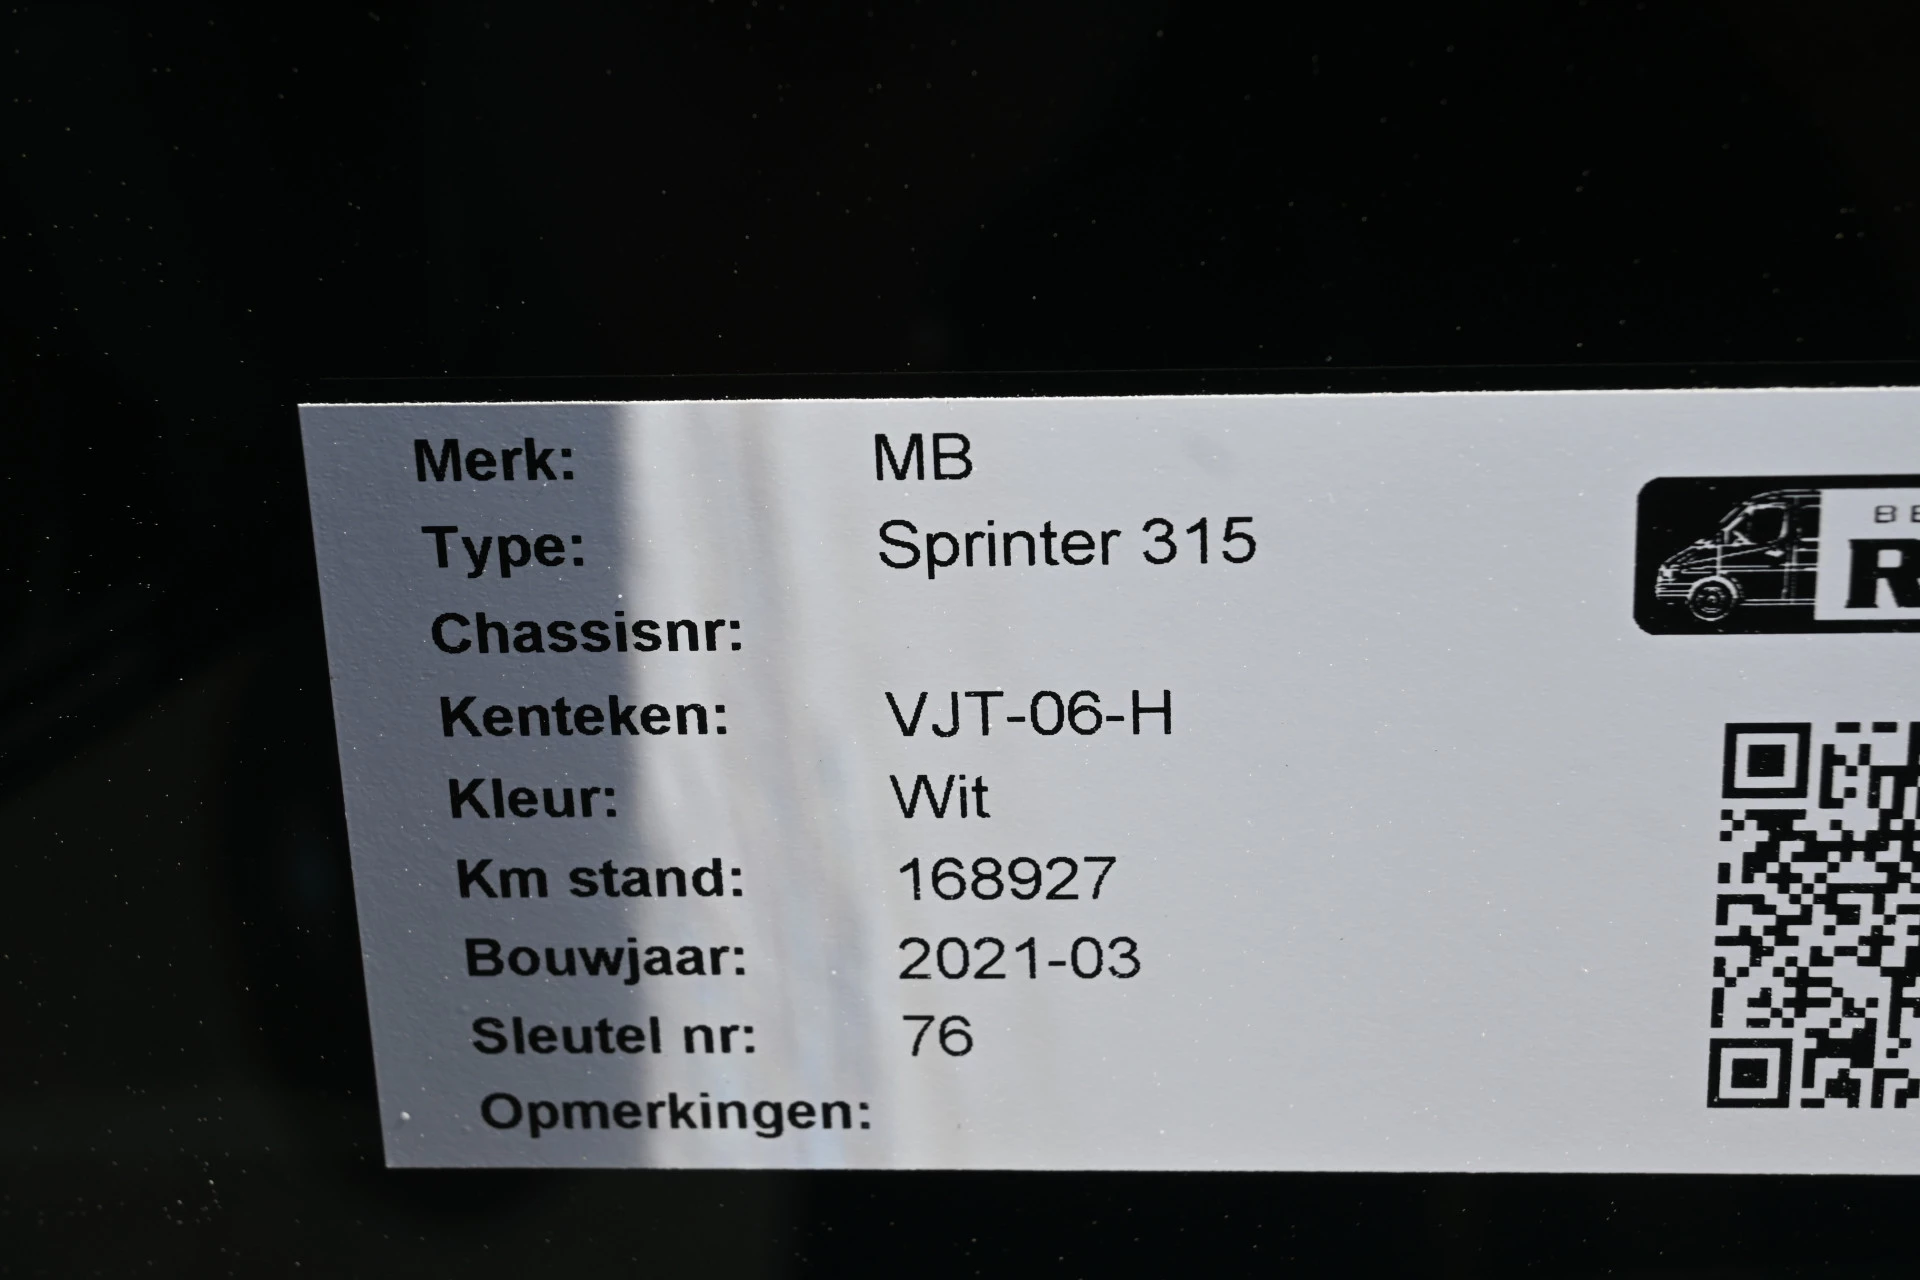 Merk: MB
Type: Sprinter 315
Chassisnr:
Kenteken: VJT-06-H
Kleur: Wit
Km stand: 168927
Bouwjaar: 2021-03
Sleutel nr: 76
Opmerkingen: